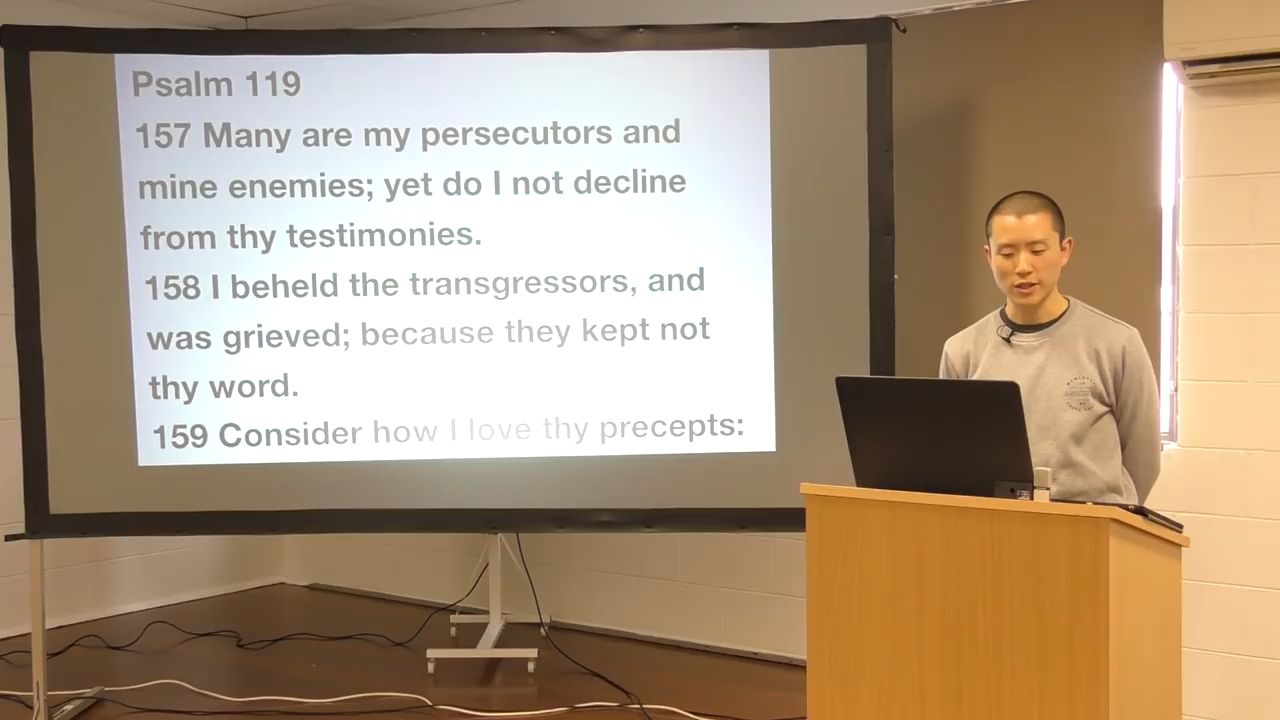 Psalm 119
157 Many are my persecutors and
mine enemies; yet do I not decline
from thy testimonies.
158 I beheld the transgressors, and
was grieved; because they kept not
thy word.
159 Consider how I love thy precepts: